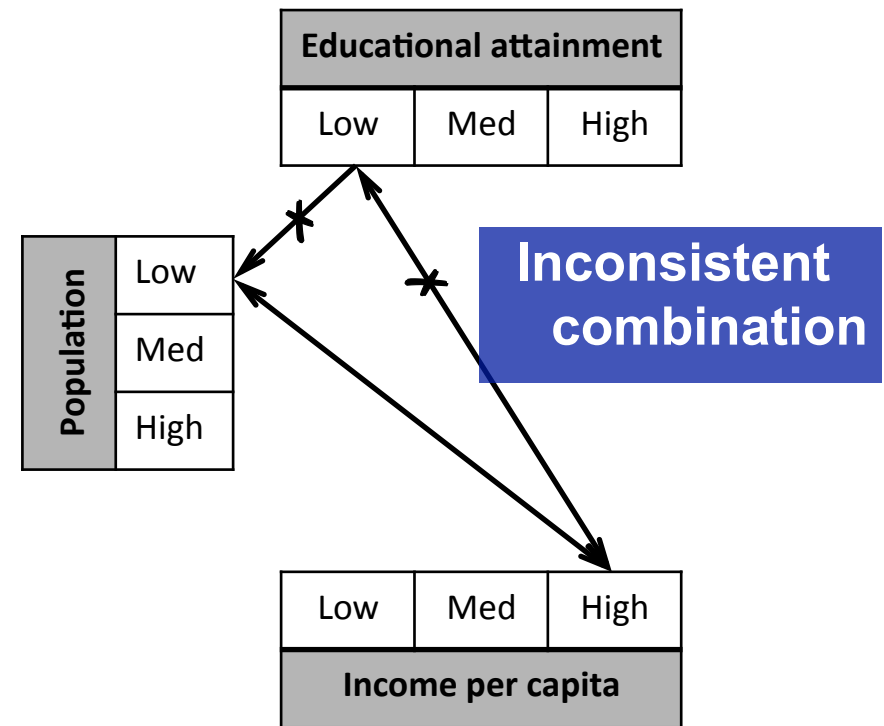 Educational attainment
Low Med High
Population
Low
Med
High
Inconsistent
combination
Low Med High
Income per capita